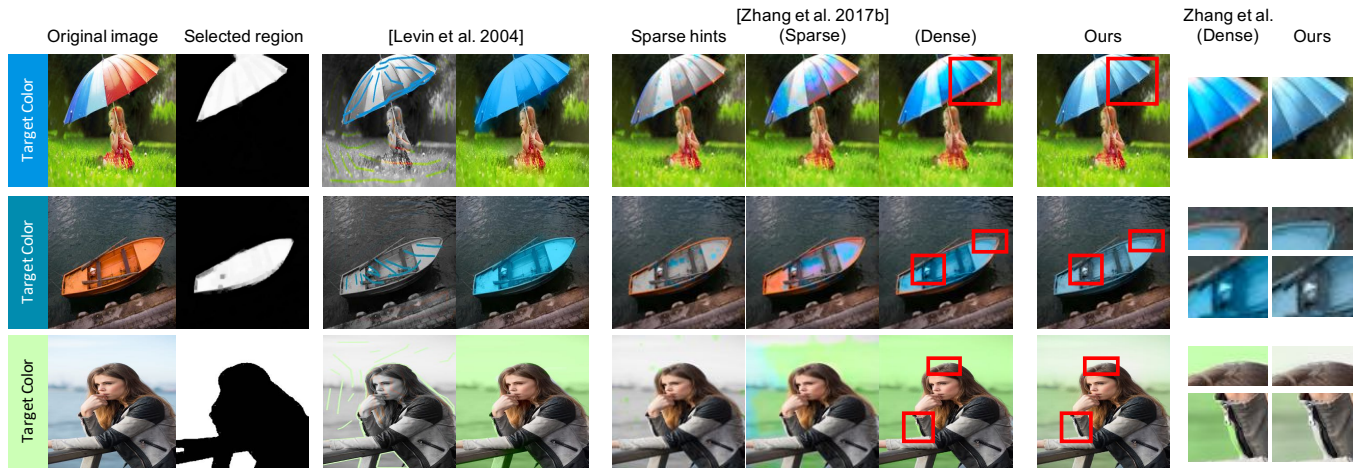 [Zhang et al. 2017b]
Zhang et al.
Original image
Selected region
[Levin et al. 2004]
Sparse hints
(Sparse)
(Dense)
Ours
(Dense)
Ours
Target Color
Target Color
Target Color